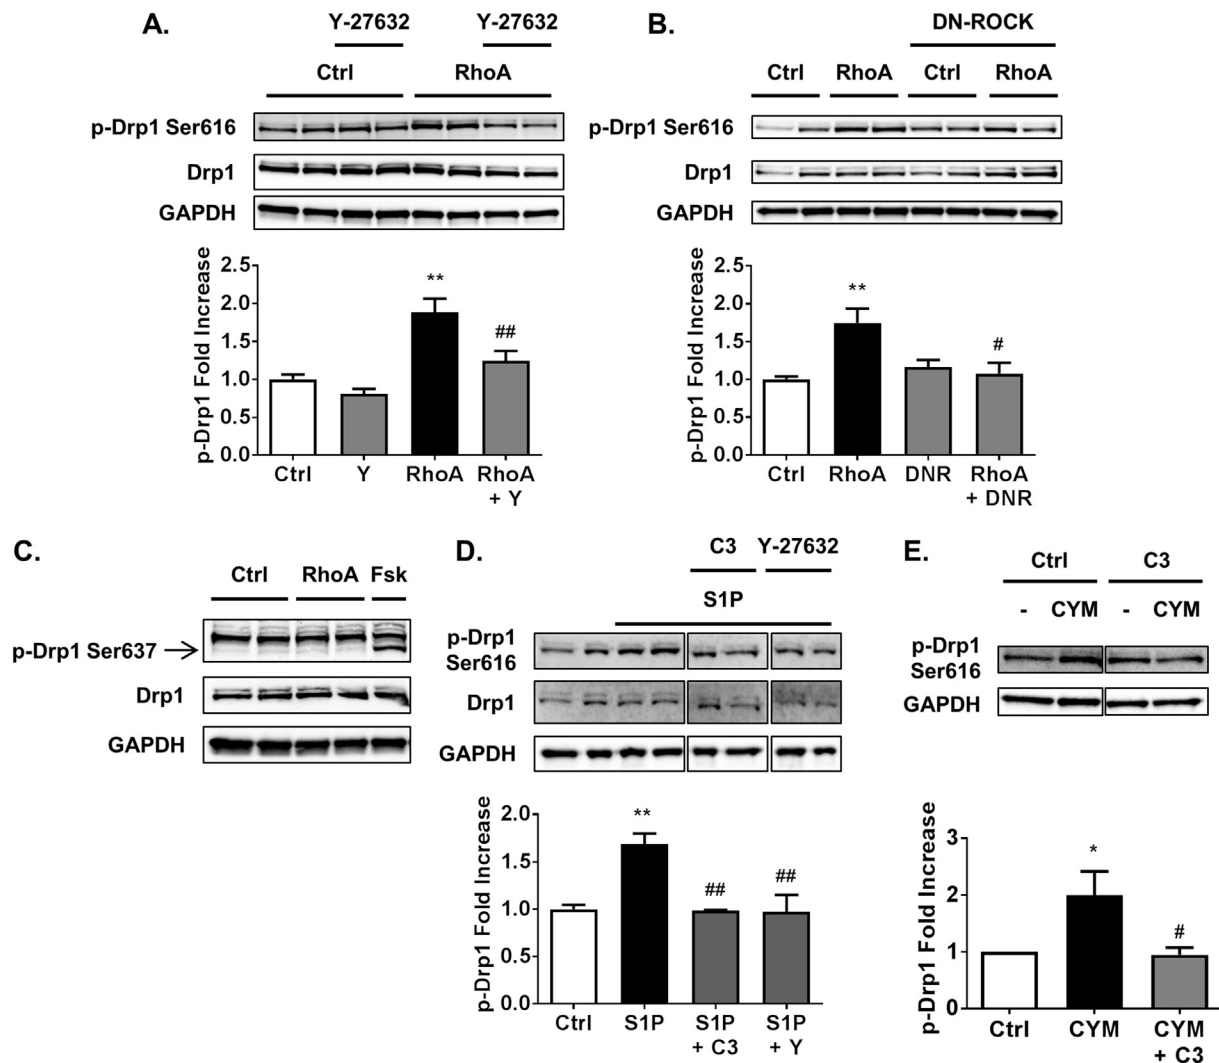 A.
Y-27632 Y-27632
Ctrl RhoA
p-Drp1 Ser616
Drp1
GAPDH
p-Drp1 Fold Increase
2.5
2.0
1.5
1.0
0.5
0.0
**
##
Ctrl Y RhoA RhoA
+ Y
B.
DN-ROCK
Ctrl RhoA Ctrl RhoA
p-Drp1 Ser616
Drp1
GAPDH
p-Drp1 Fold Increase
2.5
2.0
1.5
1.0
0.5
0.0
**
#
Ctrl RhoA DNR RhoA
+ DNR
C.
Ctrl RhoA Fsk
p-Drp1 Ser637
Drp1
GAPDH
D.
C3 Y-27632
S1P
p-Drp1
Ser616
Drp1
GAPDH
p-Drp1 Fold Increase
2.0
1.5
1.0
0.5
0.0
**
## ##
Ctrl S1P S1P S1P
+ C3 + Y
E.
Ctrl C3
- CYM - CYM
p-Drp1
Ser616
GAPDH
p-Drp1 Fold Increase
3
2
1
0
*
#
Ctrl CYM CYM
+ C3